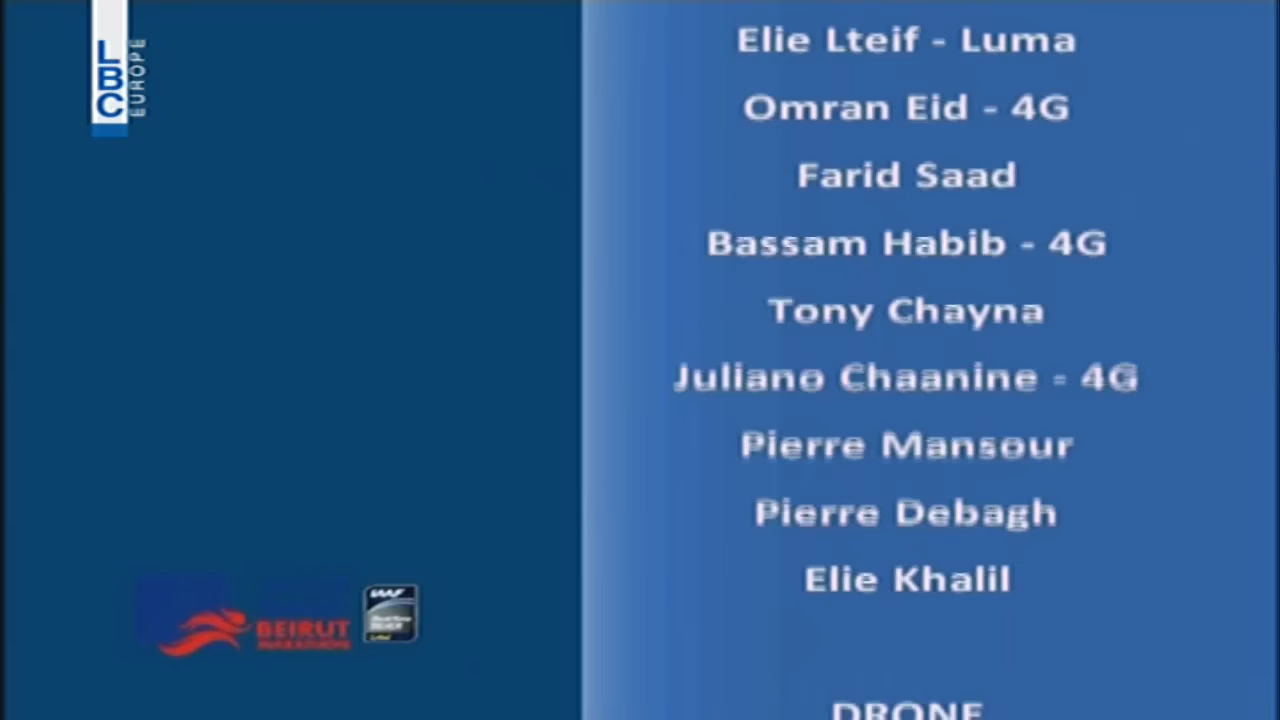 LBC
EUROPE
Elie Lteif - Luma
Omran Eid - 4G
Farid Saad
Bassam Habib - 4G
Tony Chayna
Juliano Chaanine - 4G
Pierre Mansour
Pierre Debagh
Elie Khalil
DRONE
BEIRUT
MARATHON